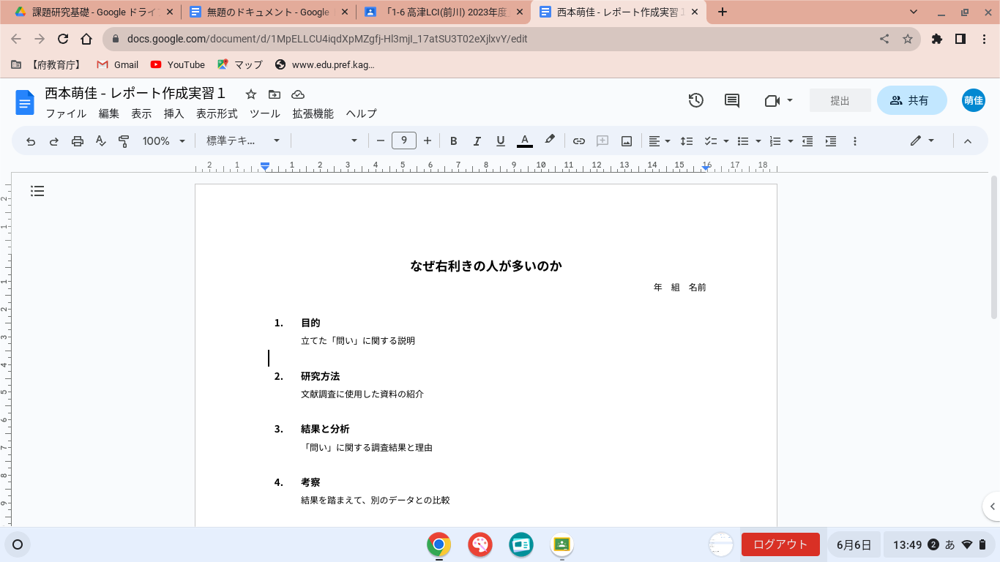 課題研究基礎 - Google ドライ
無題のドキュメント - Google
「1-6 高津LCI(前川) 2023年度
西本萌佳 - レポート作成実習１
docs.google.com/document/d/1MpELLCU4iqdXpMZgfj-Hl3mjI_17atSU3T02eXjlxvY/edit
【府教育庁】
Gmail
YouTube
マップ
www.edu.pref.kag...
西本萌佳 - レポート作成実習１
提出
共有
萌佳
ファイル 編集 表示 挿入 表示形式 ツール 拡張機能 ヘルプ
100% 標準テキ... 9 B I U A
2 1 1 2 3 4 5 6 7 8 9 10 11 12 13 14 15 16 17 18
2
1
1
2
3
4
5
6
7
8
9
なぜ右利きの人が多いのか
年　組　名前
1. 目的
立てた「問い」に関する説明
2. 研究方法
文献調査に使用した資料の紹介
3. 結果と分析
「問い」に関する調査結果と理由
4. 考察
結果を踏まえて、別のデータとの比較
ログアウト
6月6日
13:49 2 あ